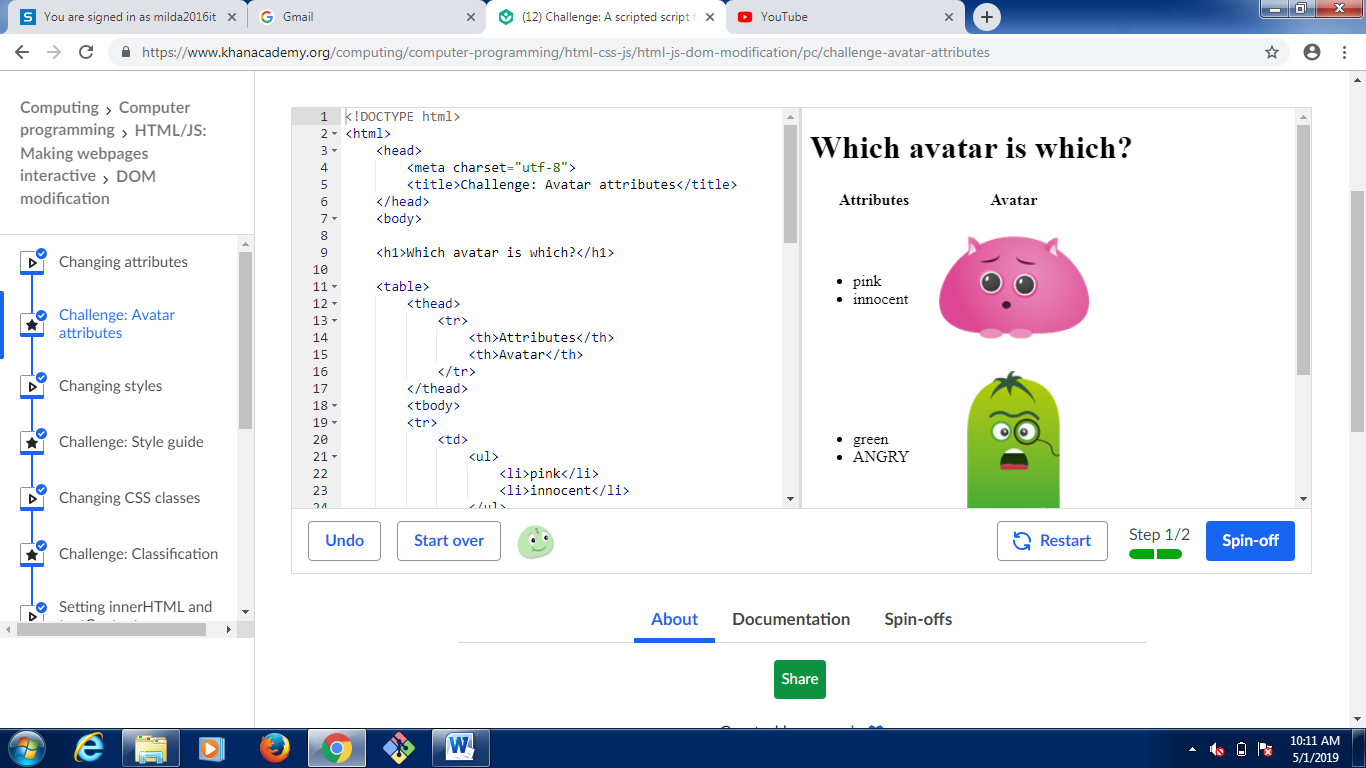 You are signed in as milda2016it
Gmail
(12) Challenge: A scripted script
YouTube
https://www.khanacademy.org/computing/computer-programming/html-css-js/html-js-dom-modification/pc/challenge-avatar-attributes
Computing > Computer
programming > HTML/JS:
Making webpages
interactive > DOM
modification
Changing attributes
Challenge: Avatar
attributes
Changing styles
Challenge: Style guide
Changing CSS classes
Challenge: Classification
Setting innerHTML and
1 <!DOCTYPE html>
2 <html>
3 <head>
4 <meta charset="utf-8">
5 <title>Challenge: Avatar attributes</title>
6 </head>
7 <body>
8
9 <h1>Which avatar is which?</h1>
10
11 <table>
12 <thead>
13 <tr>
14 <th>Attributes</th>
15 <th>Avatar</th>
16 </tr>
17 </thead>
18 <tbody>
19 <tr>
20 <td>
21 <ul>
22 <li>pink</li>
23 <li>innocent</li>
24 </ul>
Which avatar is which?
Attributes Avatar
• pink
• innocent
• green
• ANGRY
Undo
Start over
Restart
Step 1/2
Spin-off
About
Documentation
Spin-offs
Share
10:11 AM
5/1/2019